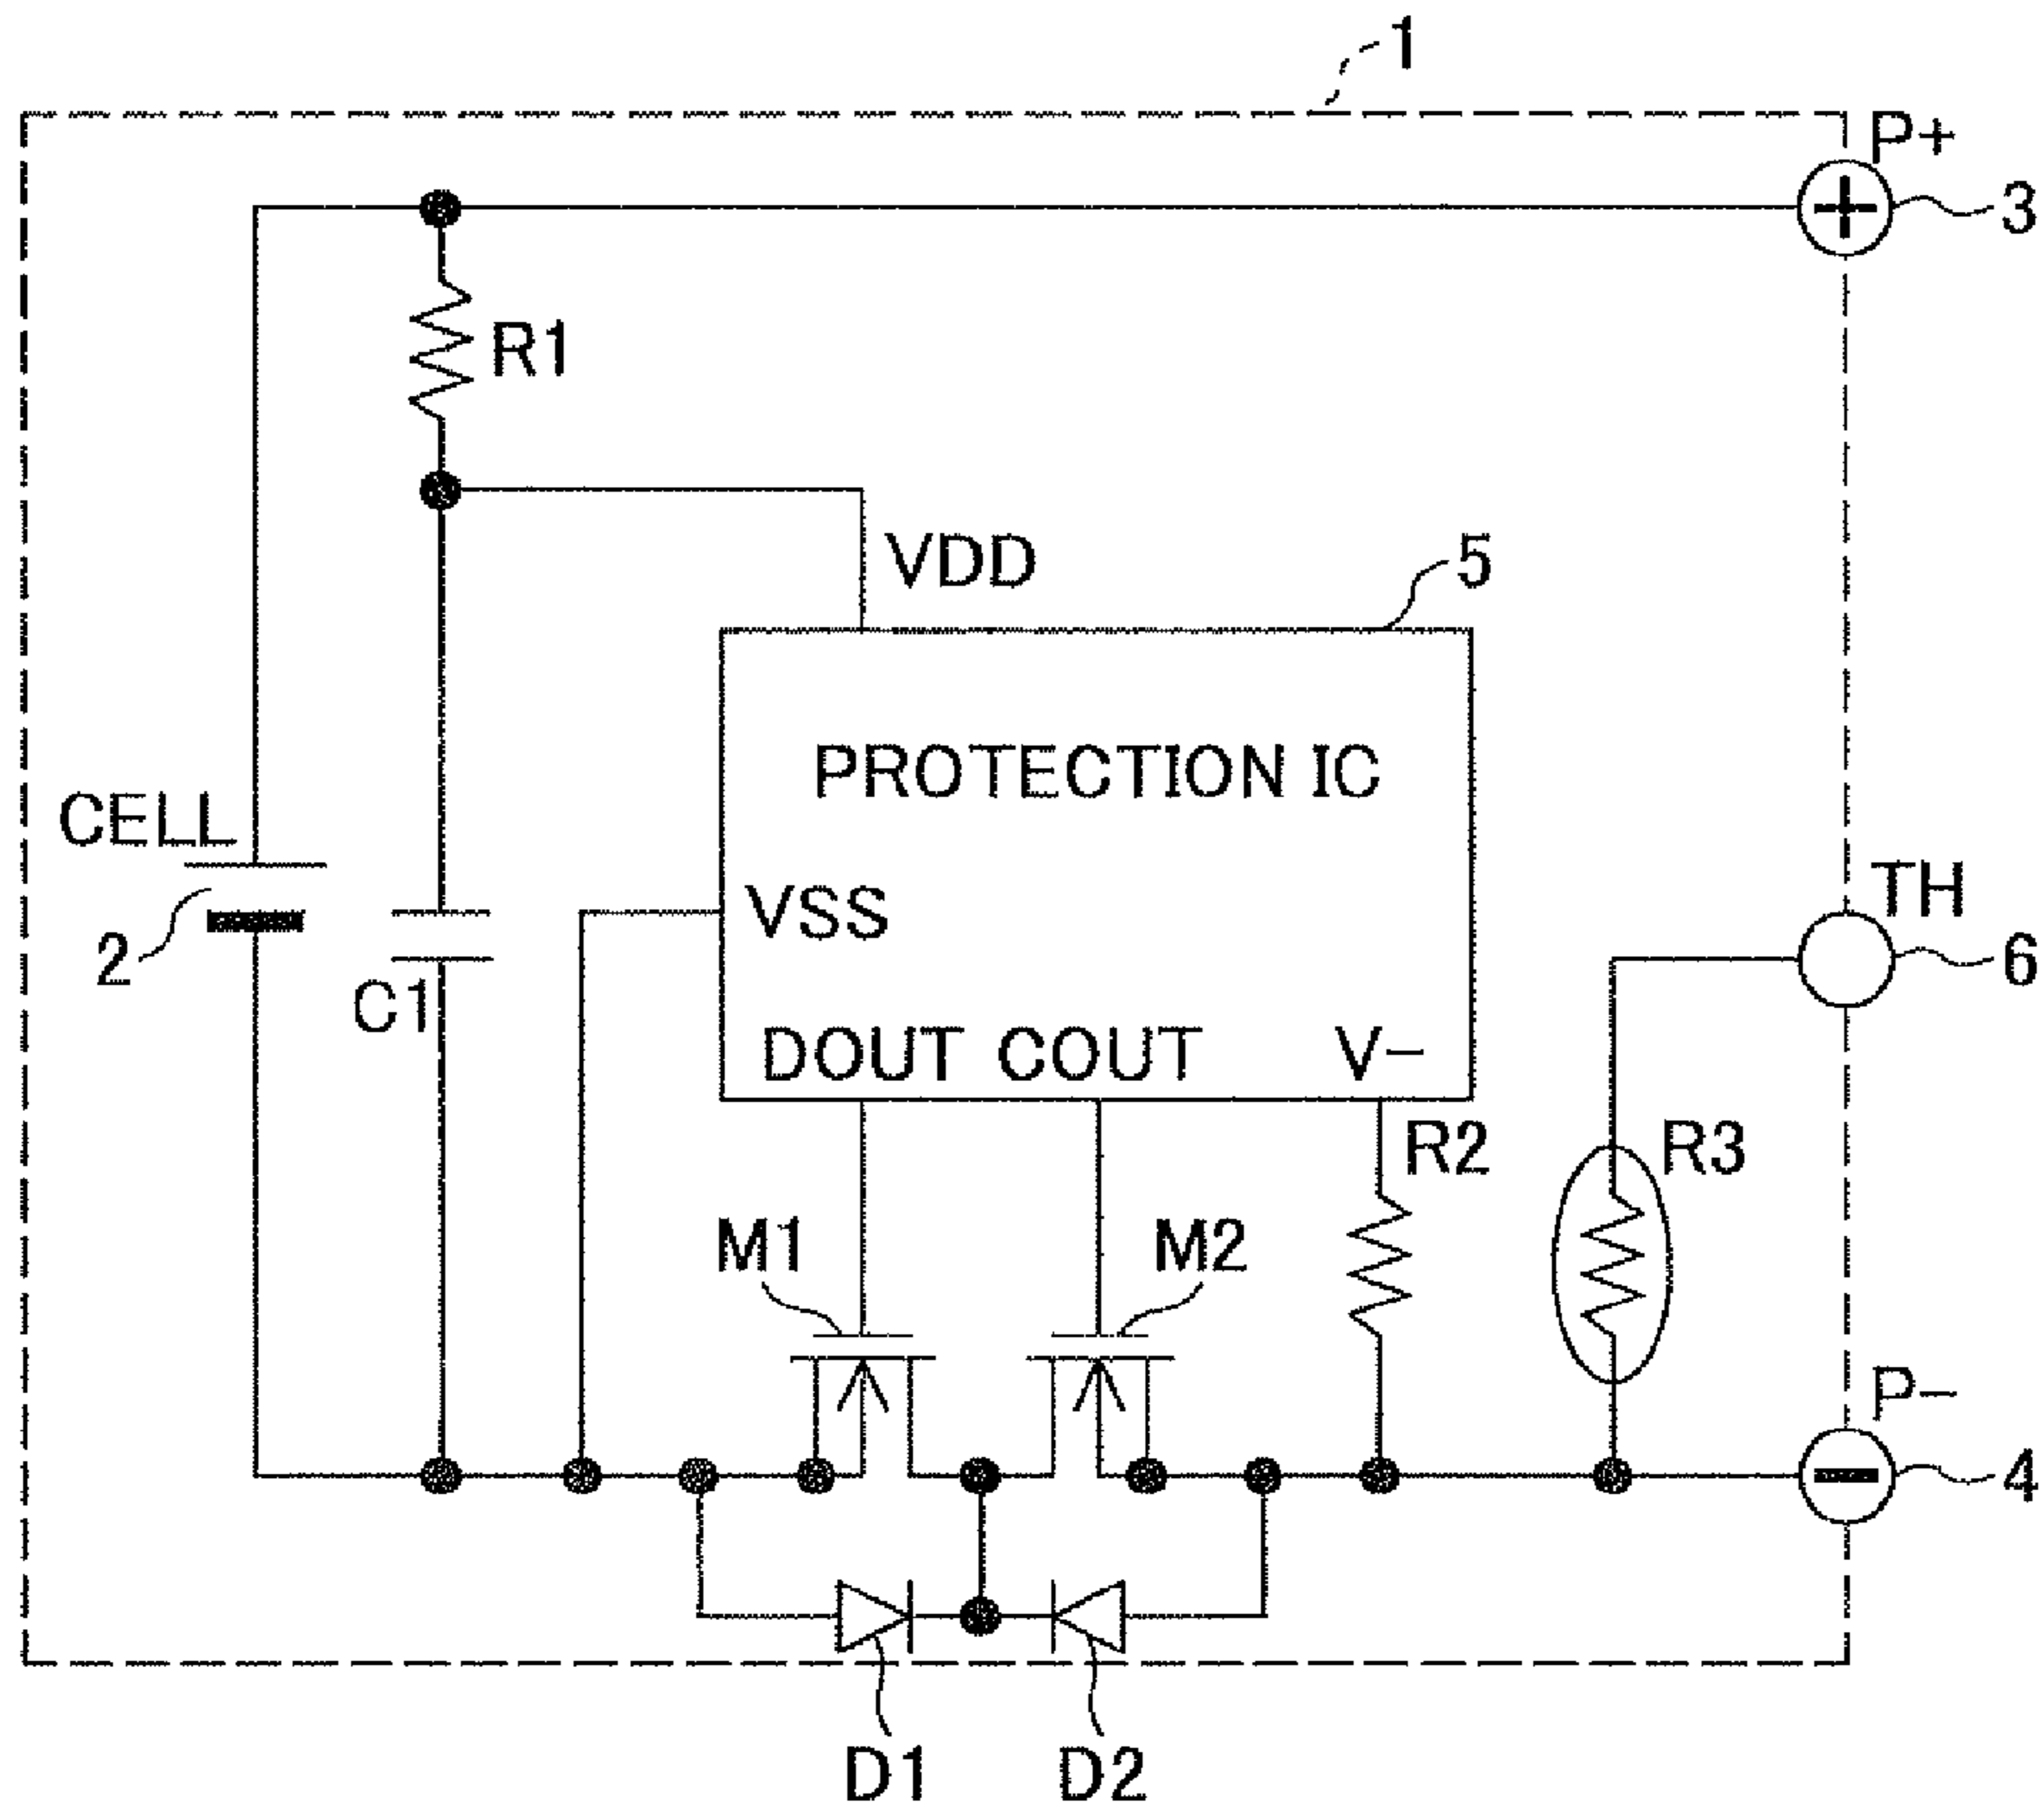 1
P+
3
R1
VDD
5
PROTECTION IC
CELL
2
VSS
TH
6
C1
DOUT COUT V-
R2
R3
M1
M2
P-
4
D1
D2